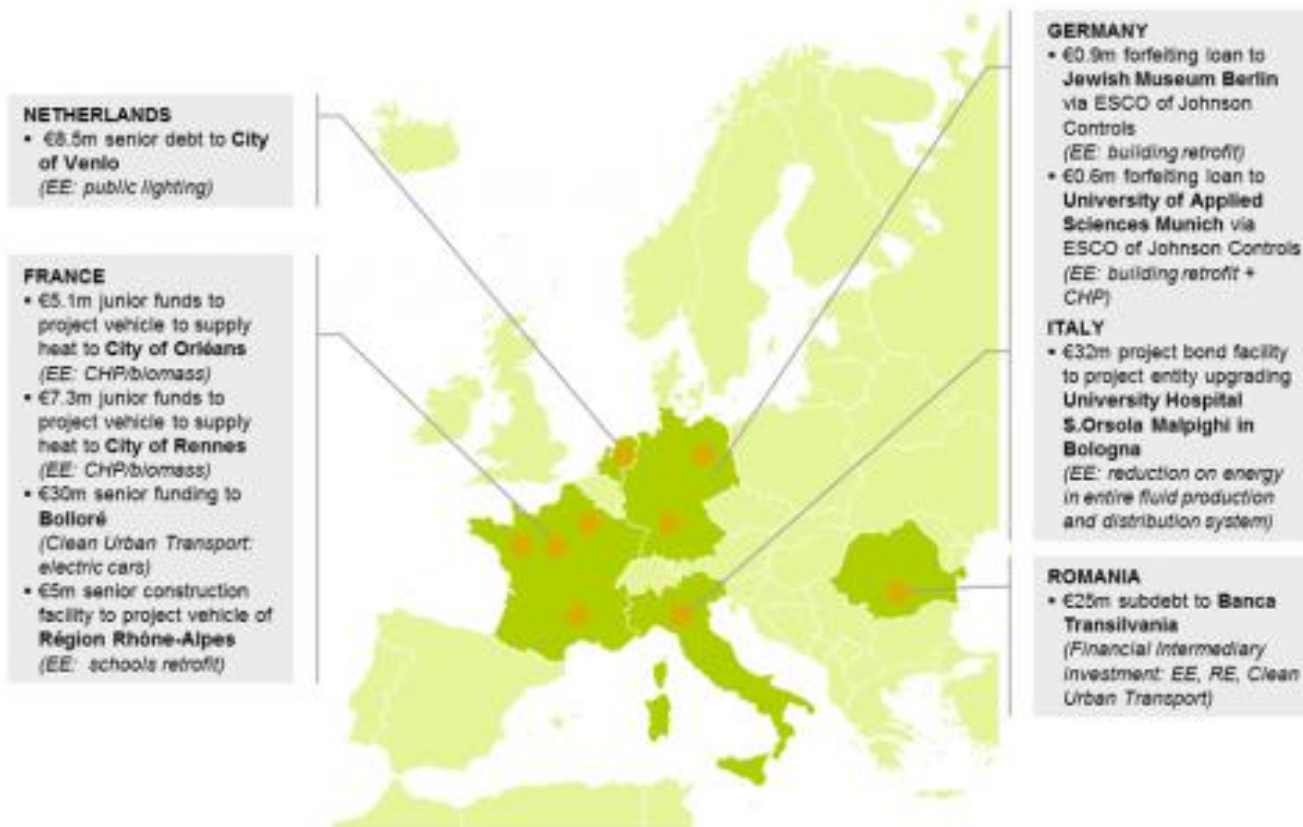 NETHERLANDS
▪ €8.5m senior debt to City
of Venlo
(EE: public lighting)
FRANCE
▪ €5.1m junior funds to
project vehicle to supply
heat to City of Orléans
(EE: CHP/biomass)
▪ €7.3m junior funds to
project vehicle to supply
heat to City of Rennes
(EE: CHP/biomass)
▪ €30m senior funding to
Bolloré
(Clean Urban Transport:
electric cars)
▪ €5m senior construction
facility to project vehicle of
Région Rhône-Alpes
(EE: schools retrofit)
GERMANY
▪ €0.9m forfeiting loan to
Jewish Museum Berlin
via ESCO of Johnson
Controls
(EE: building retrofit)
▪ €0.6m forfeiting loan to
University of Applied
Sciences Munich via
ESCO of Johnson Controls
(EE: building retrofit +
CHP)
ITALY
▪ €32m project bond facility
to project entity upgrading
University Hospital
S.Orsola Malpighi in
Bologna
(EE: reduction on energy
in entire fluid production
and distribution system)
ROMANIA
▪ €25m subdebt to Banca
Transilvania
(Financial Intermediary
investment: EE, RE, Clean
Urban Transport)